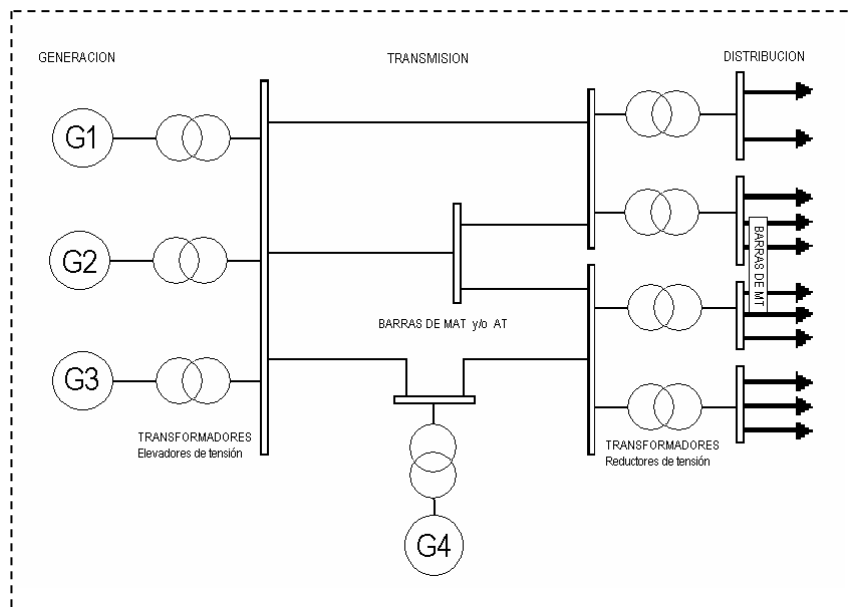 GENERACION
TRANSMISION
DISTRIBUCION
G1
G2
G3
BARRAS DE MAT y/o AT
BARRAS DE MT
TRANSFORMADORES
Elevadores de tensión
TRANSFORMADORES
Reductores de tensión
G4